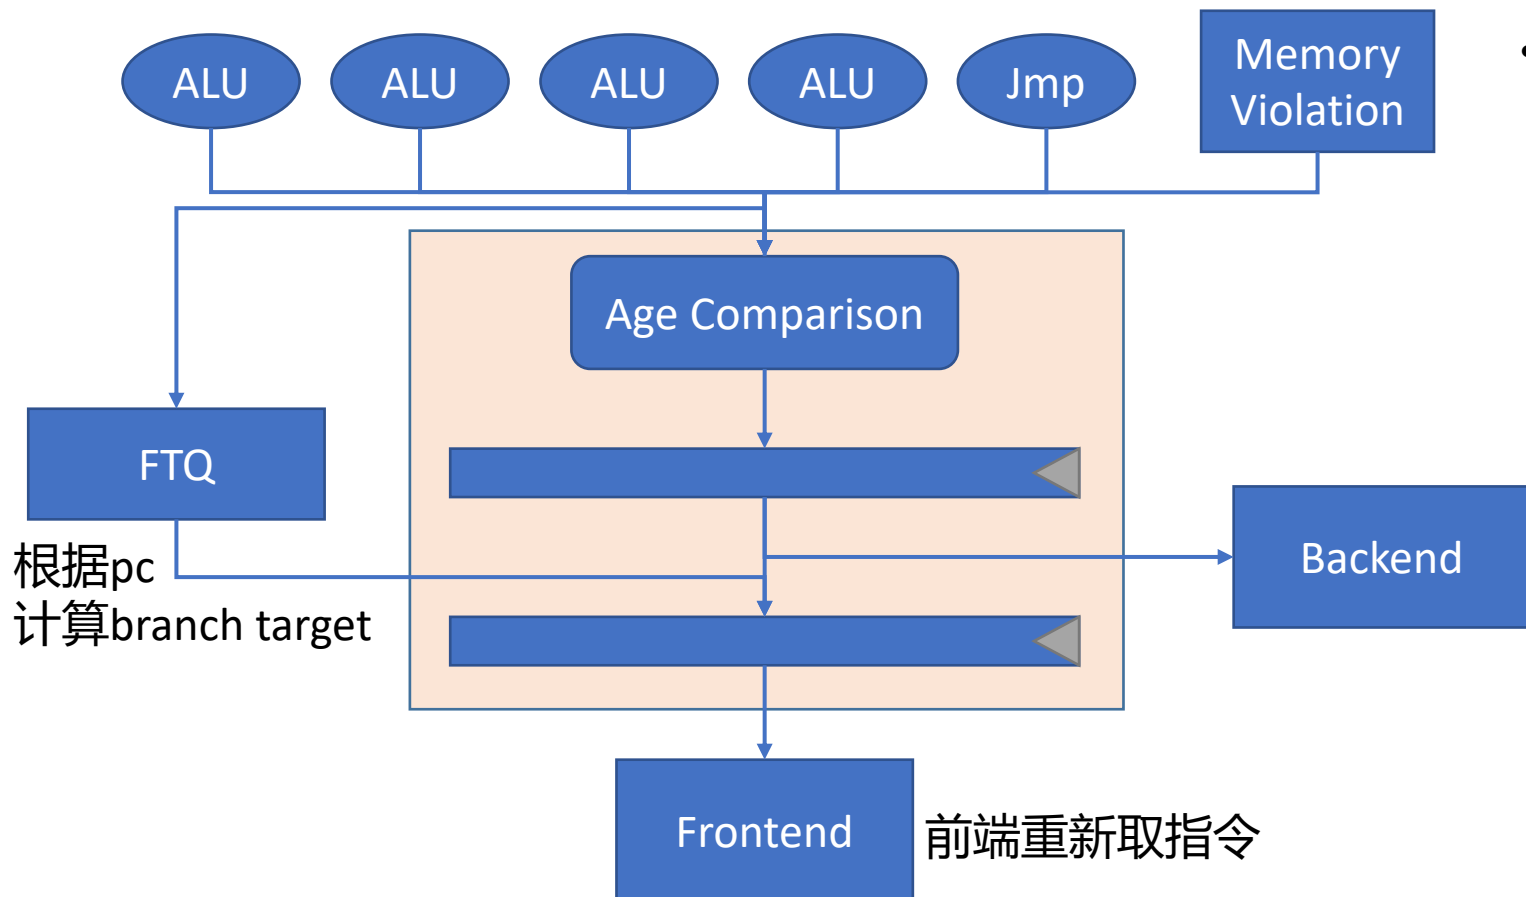 ALU
ALU
ALU
ALU
Jmp
Memory
Violation
Age Comparison
FTQ
根据pc
计算branch target
Backend
Frontend
前端重新取指令